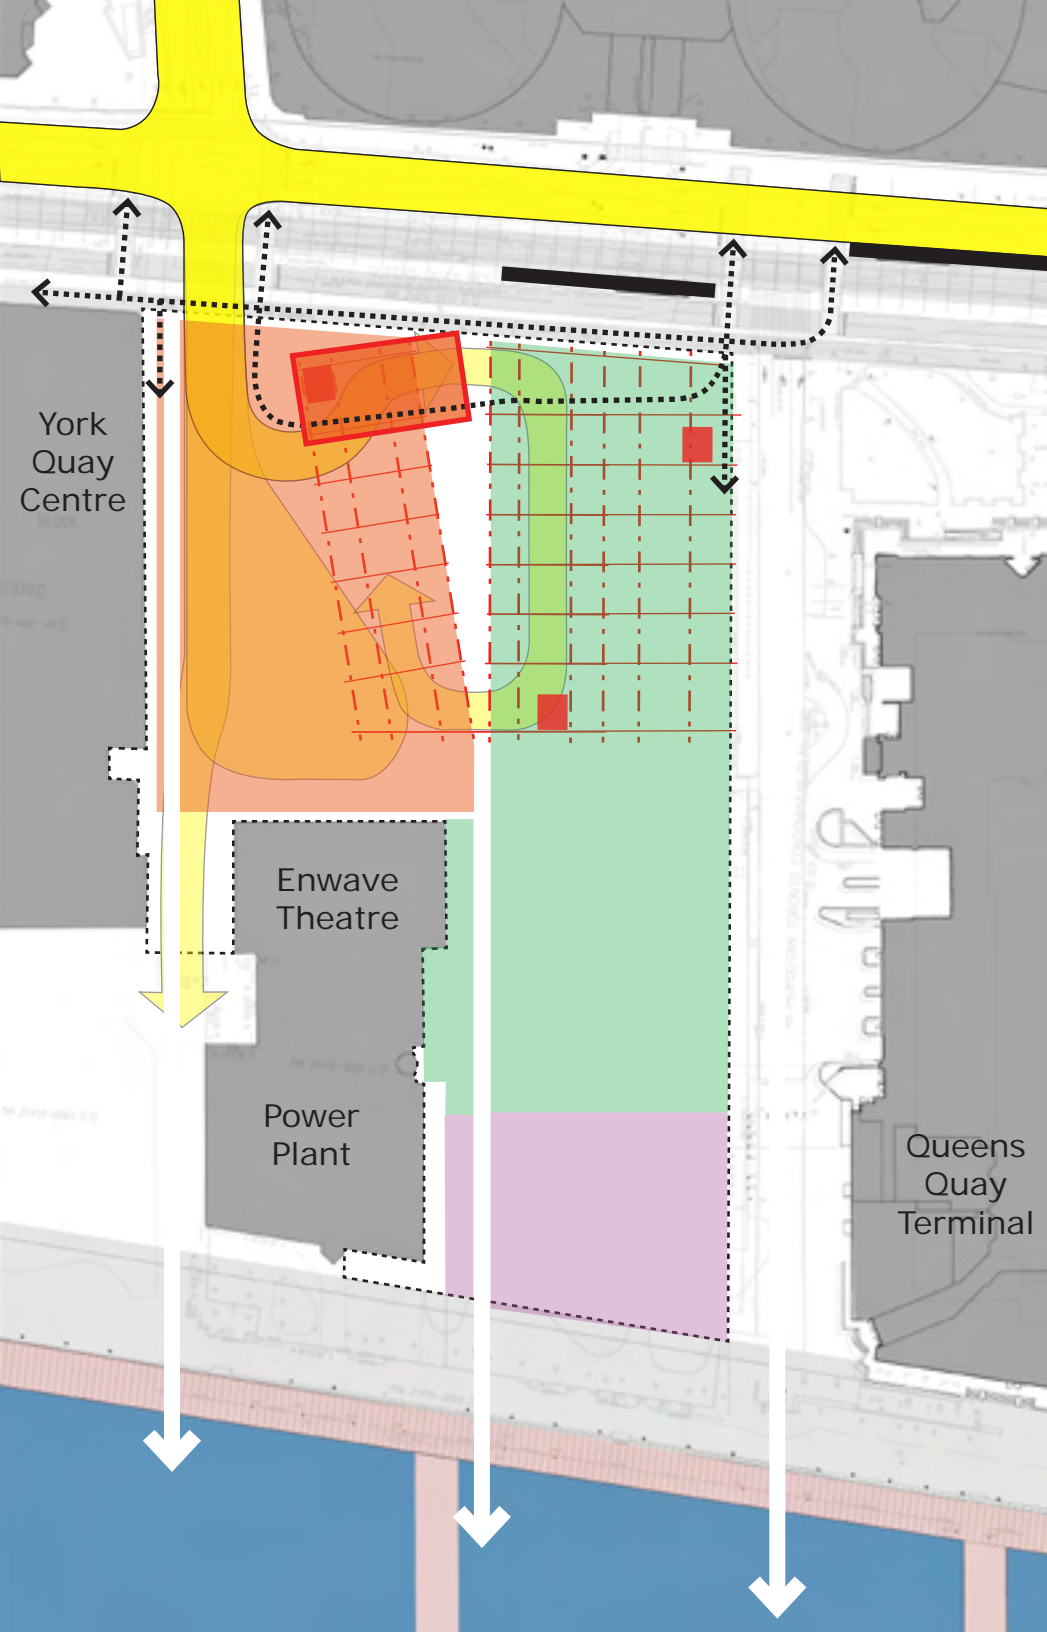 York
Quay
Centre
Enwave
Theatre
Power
Plant
Queens
Quay
Terminal